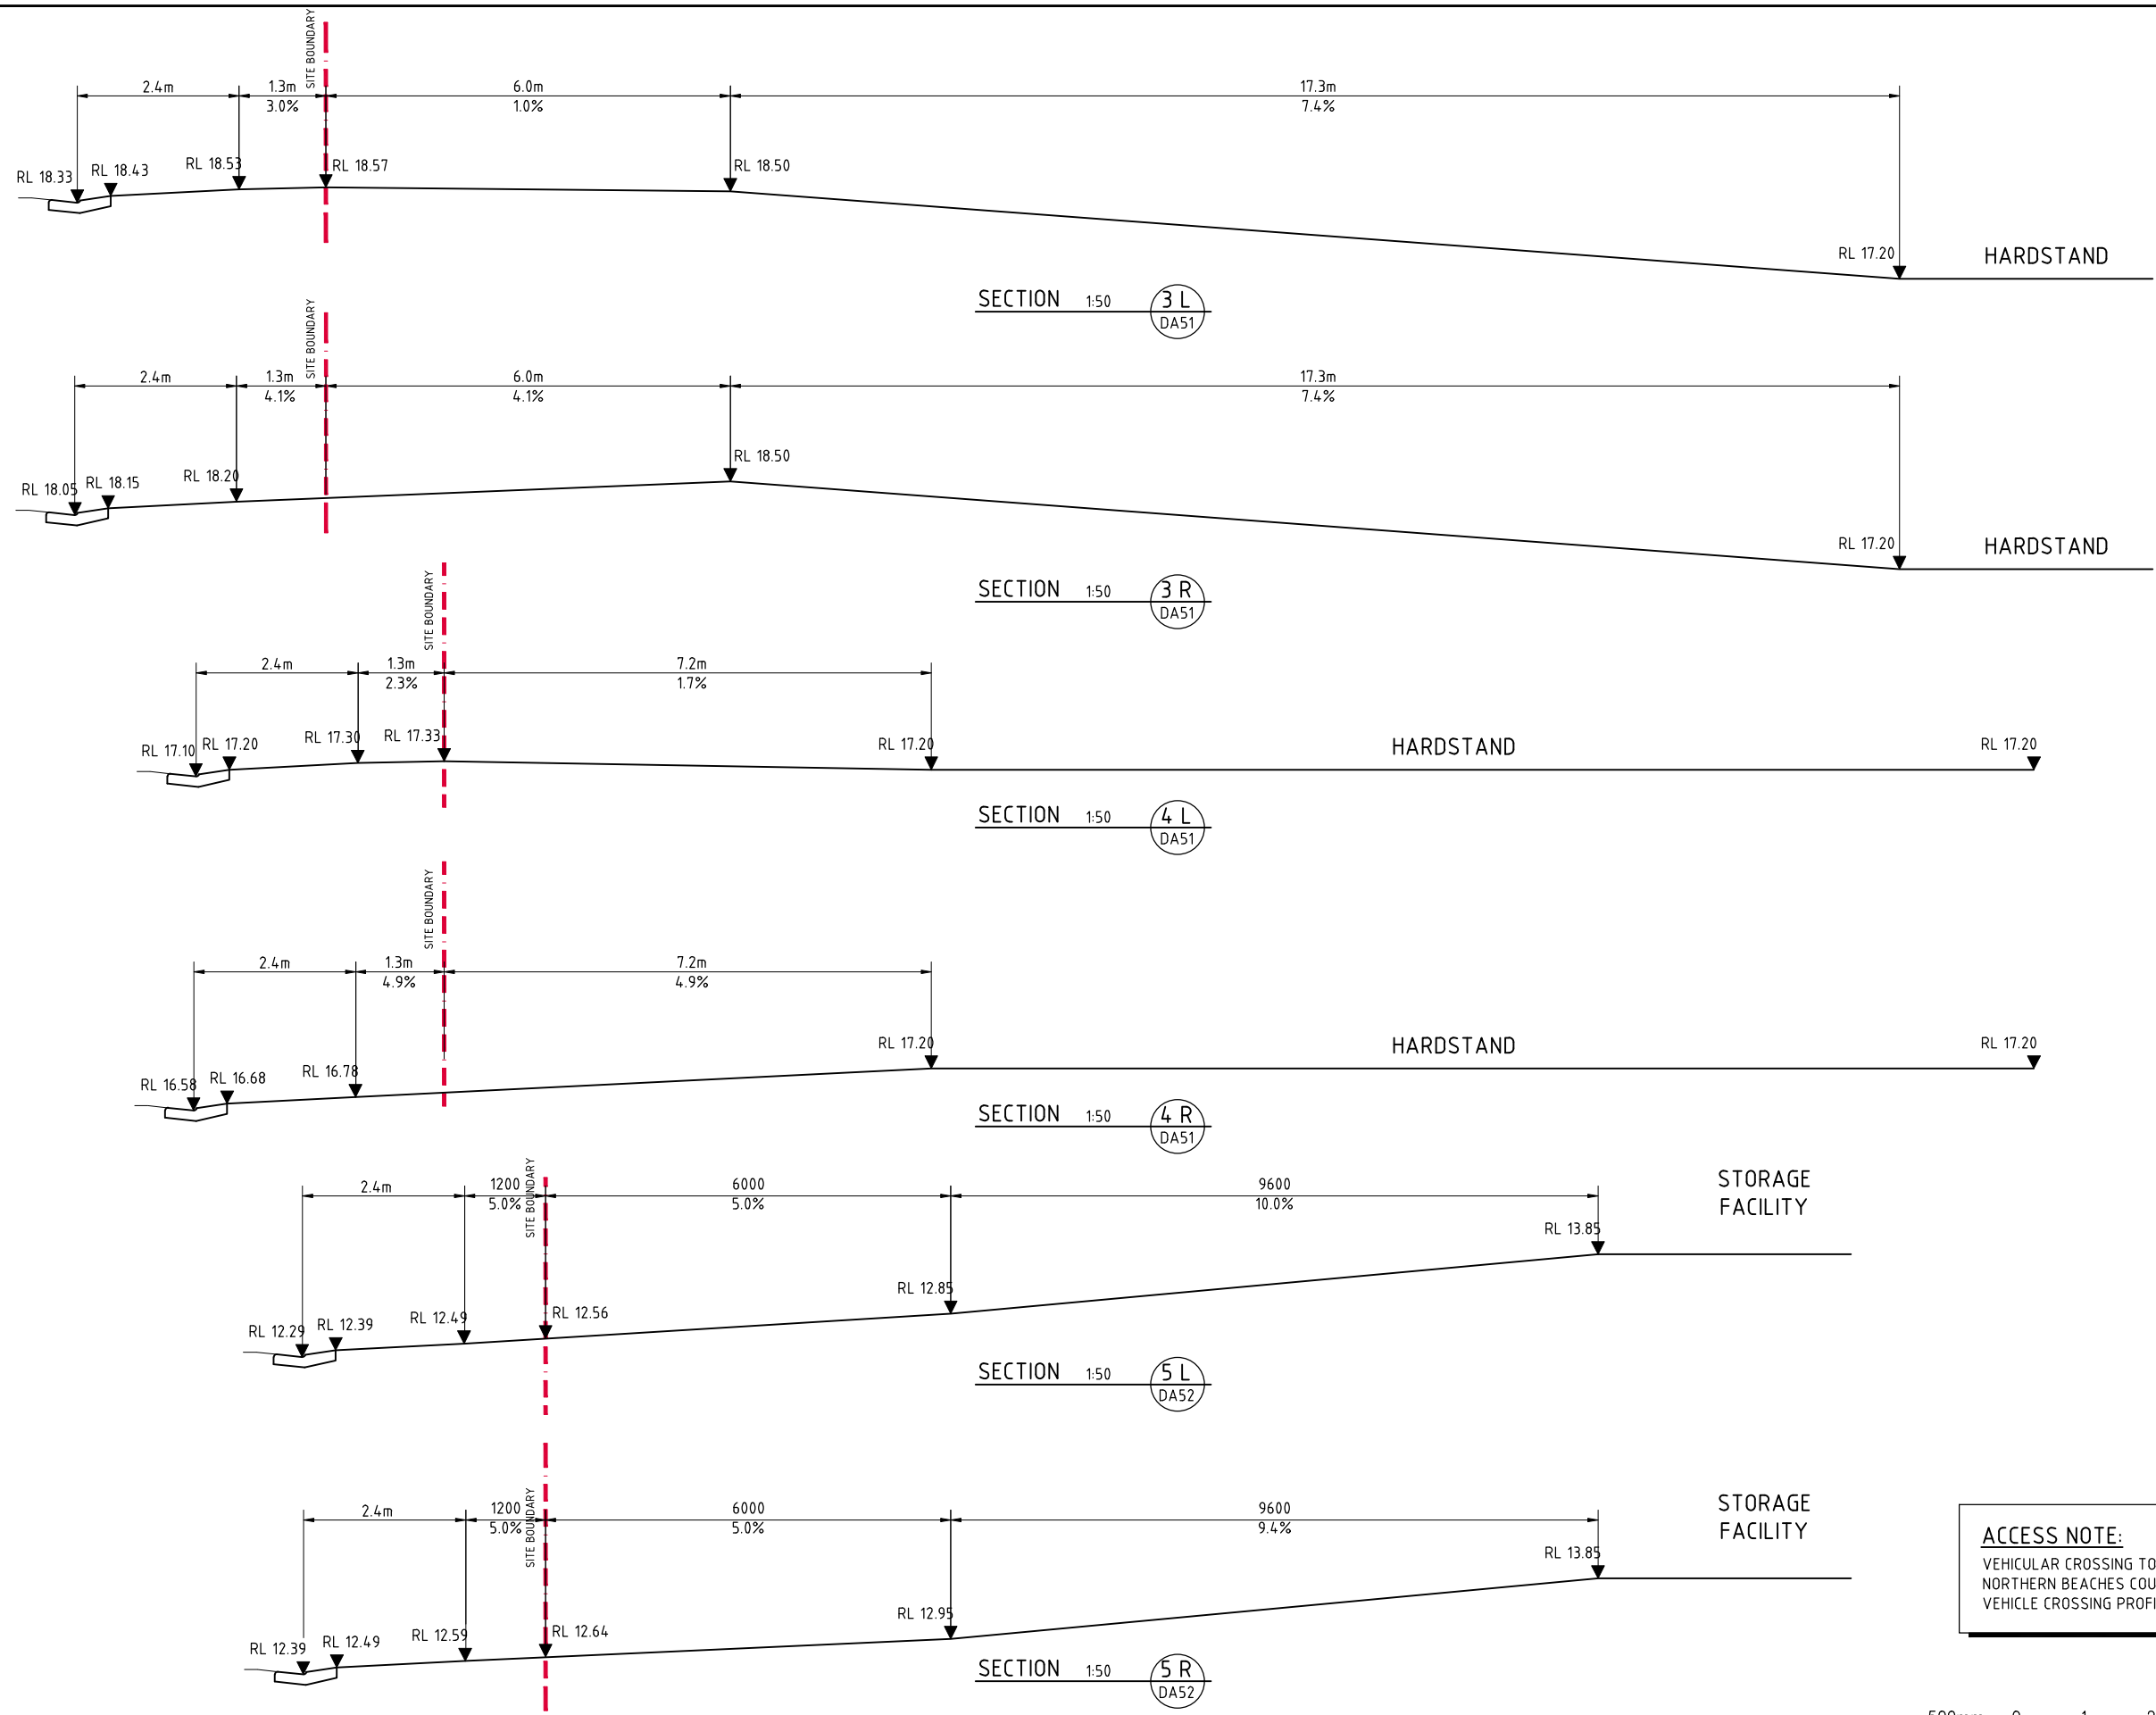 SITE BOUNDARY
2.4m 1.3m 6.0m 17.3m
3.0% 1.0% 7.4%
RL 18.33 RL 18.43 RL 18.53 RL 18.57 RL 18.50
RL 17.20 HARDSTAND
SECTION 1:50 3 L
DA51
SITE BOUNDARY
2.4m 1.3m 6.0m 17.3m
4.1% 4.1% 7.4%
RL 18.05 RL 18.15 RL 18.20 RL 18.50
RL 17.20 HARDSTAND
SECTION 1:50 3 R
DA51
SITE BOUNDARY
2.4m 1.3m 7.2m
2.3% 1.7%
RL 17.10 RL 17.20 RL 17.30 RL 17.33 RL 17.20 HARDSTAND RL 17.20
SECTION 1:50 4 L
DA51
SITE BOUNDARY
2.4m 1.3m 7.2m
4.9% 4.9%
RL 16.58 RL 16.68 RL 16.78 RL 17.20 HARDSTAND RL 17.20
SECTION 1:50 4 R
DA51
SITE BOUNDARY
2.4m 1200 6000 9600
5.0% 5.0% 10.0%
STORAGE
FACILITY
RL 12.29 RL 12.39 RL 12.49 RL 12.56 RL 12.85 RL 13.85
SECTION 1:50 5 L
DA52
SITE BOUNDARY
2.4m 1200 6000 9600
5.0% 5.0% 9.4%
STORAGE
FACILITY
RL 12.39 RL 12.49 RL 12.59 RL 12.64 RL 12.95 RL 13.85
SECTION 1:50 5 R
DA52
ACCESS NOTE:
VEHICULAR CROSSING TO
NORTHERN BEACHES COU
VEHICLE CROSSING PROFI